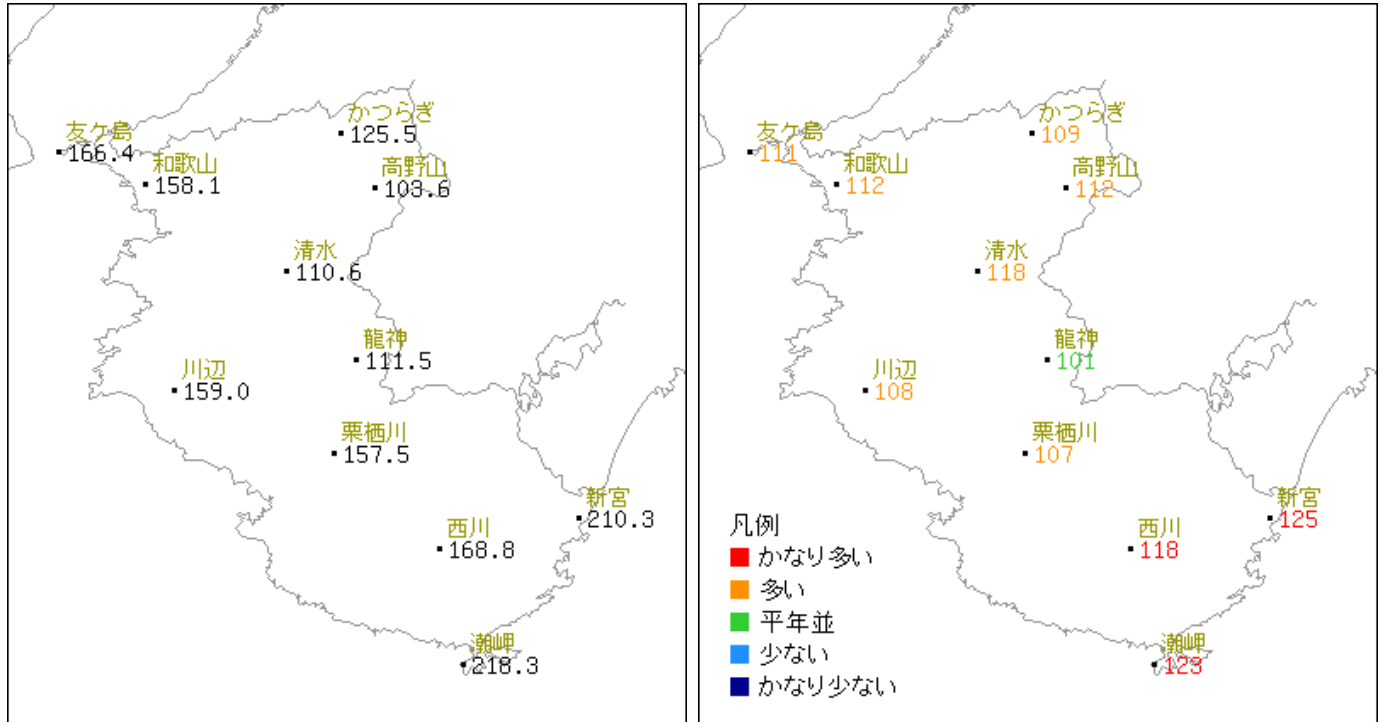 かつらぎ
125.5
友ケ島
166.4
和歌山
158.1
高野山
103.6
清水
110.6
龍神
111.5
川辺
159.0
栗栖川
157.5
新宮
210.3
西川
168.8
潮岬
218.3
かつらぎ
109
友ケ島
111
和歌山
112
高野山
112
清水
118
龍神
101
川辺
108
栗栖川
107
新宮
125
西川
118
潮岬
123
凡例
かなり多い
多い
平年並
少ない
かなり少ない